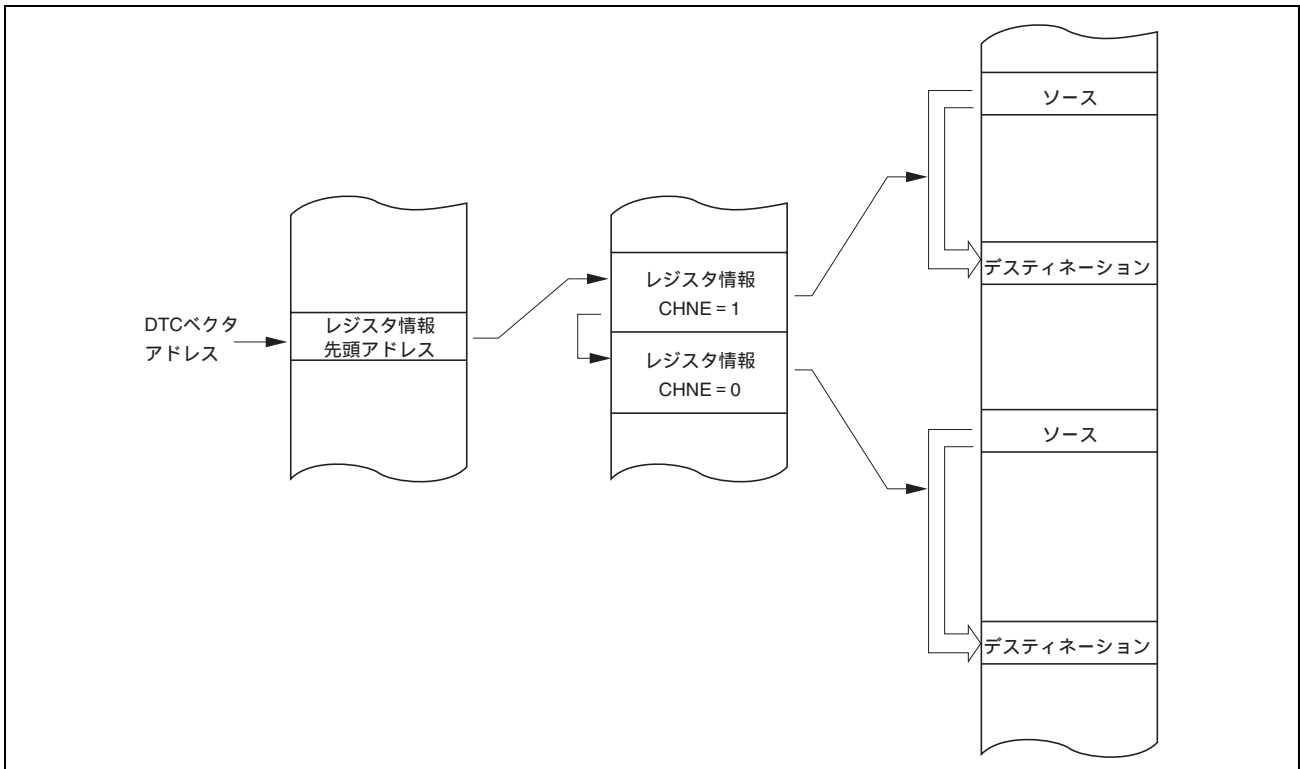 DTCベクタ
アドレス
レジスタ情報
先頭アドレス
レジスタ情報
CHNE = 1
レジスタ情報
CHNE = 0
ソース
デスティネーション
ソース
デスティネーション